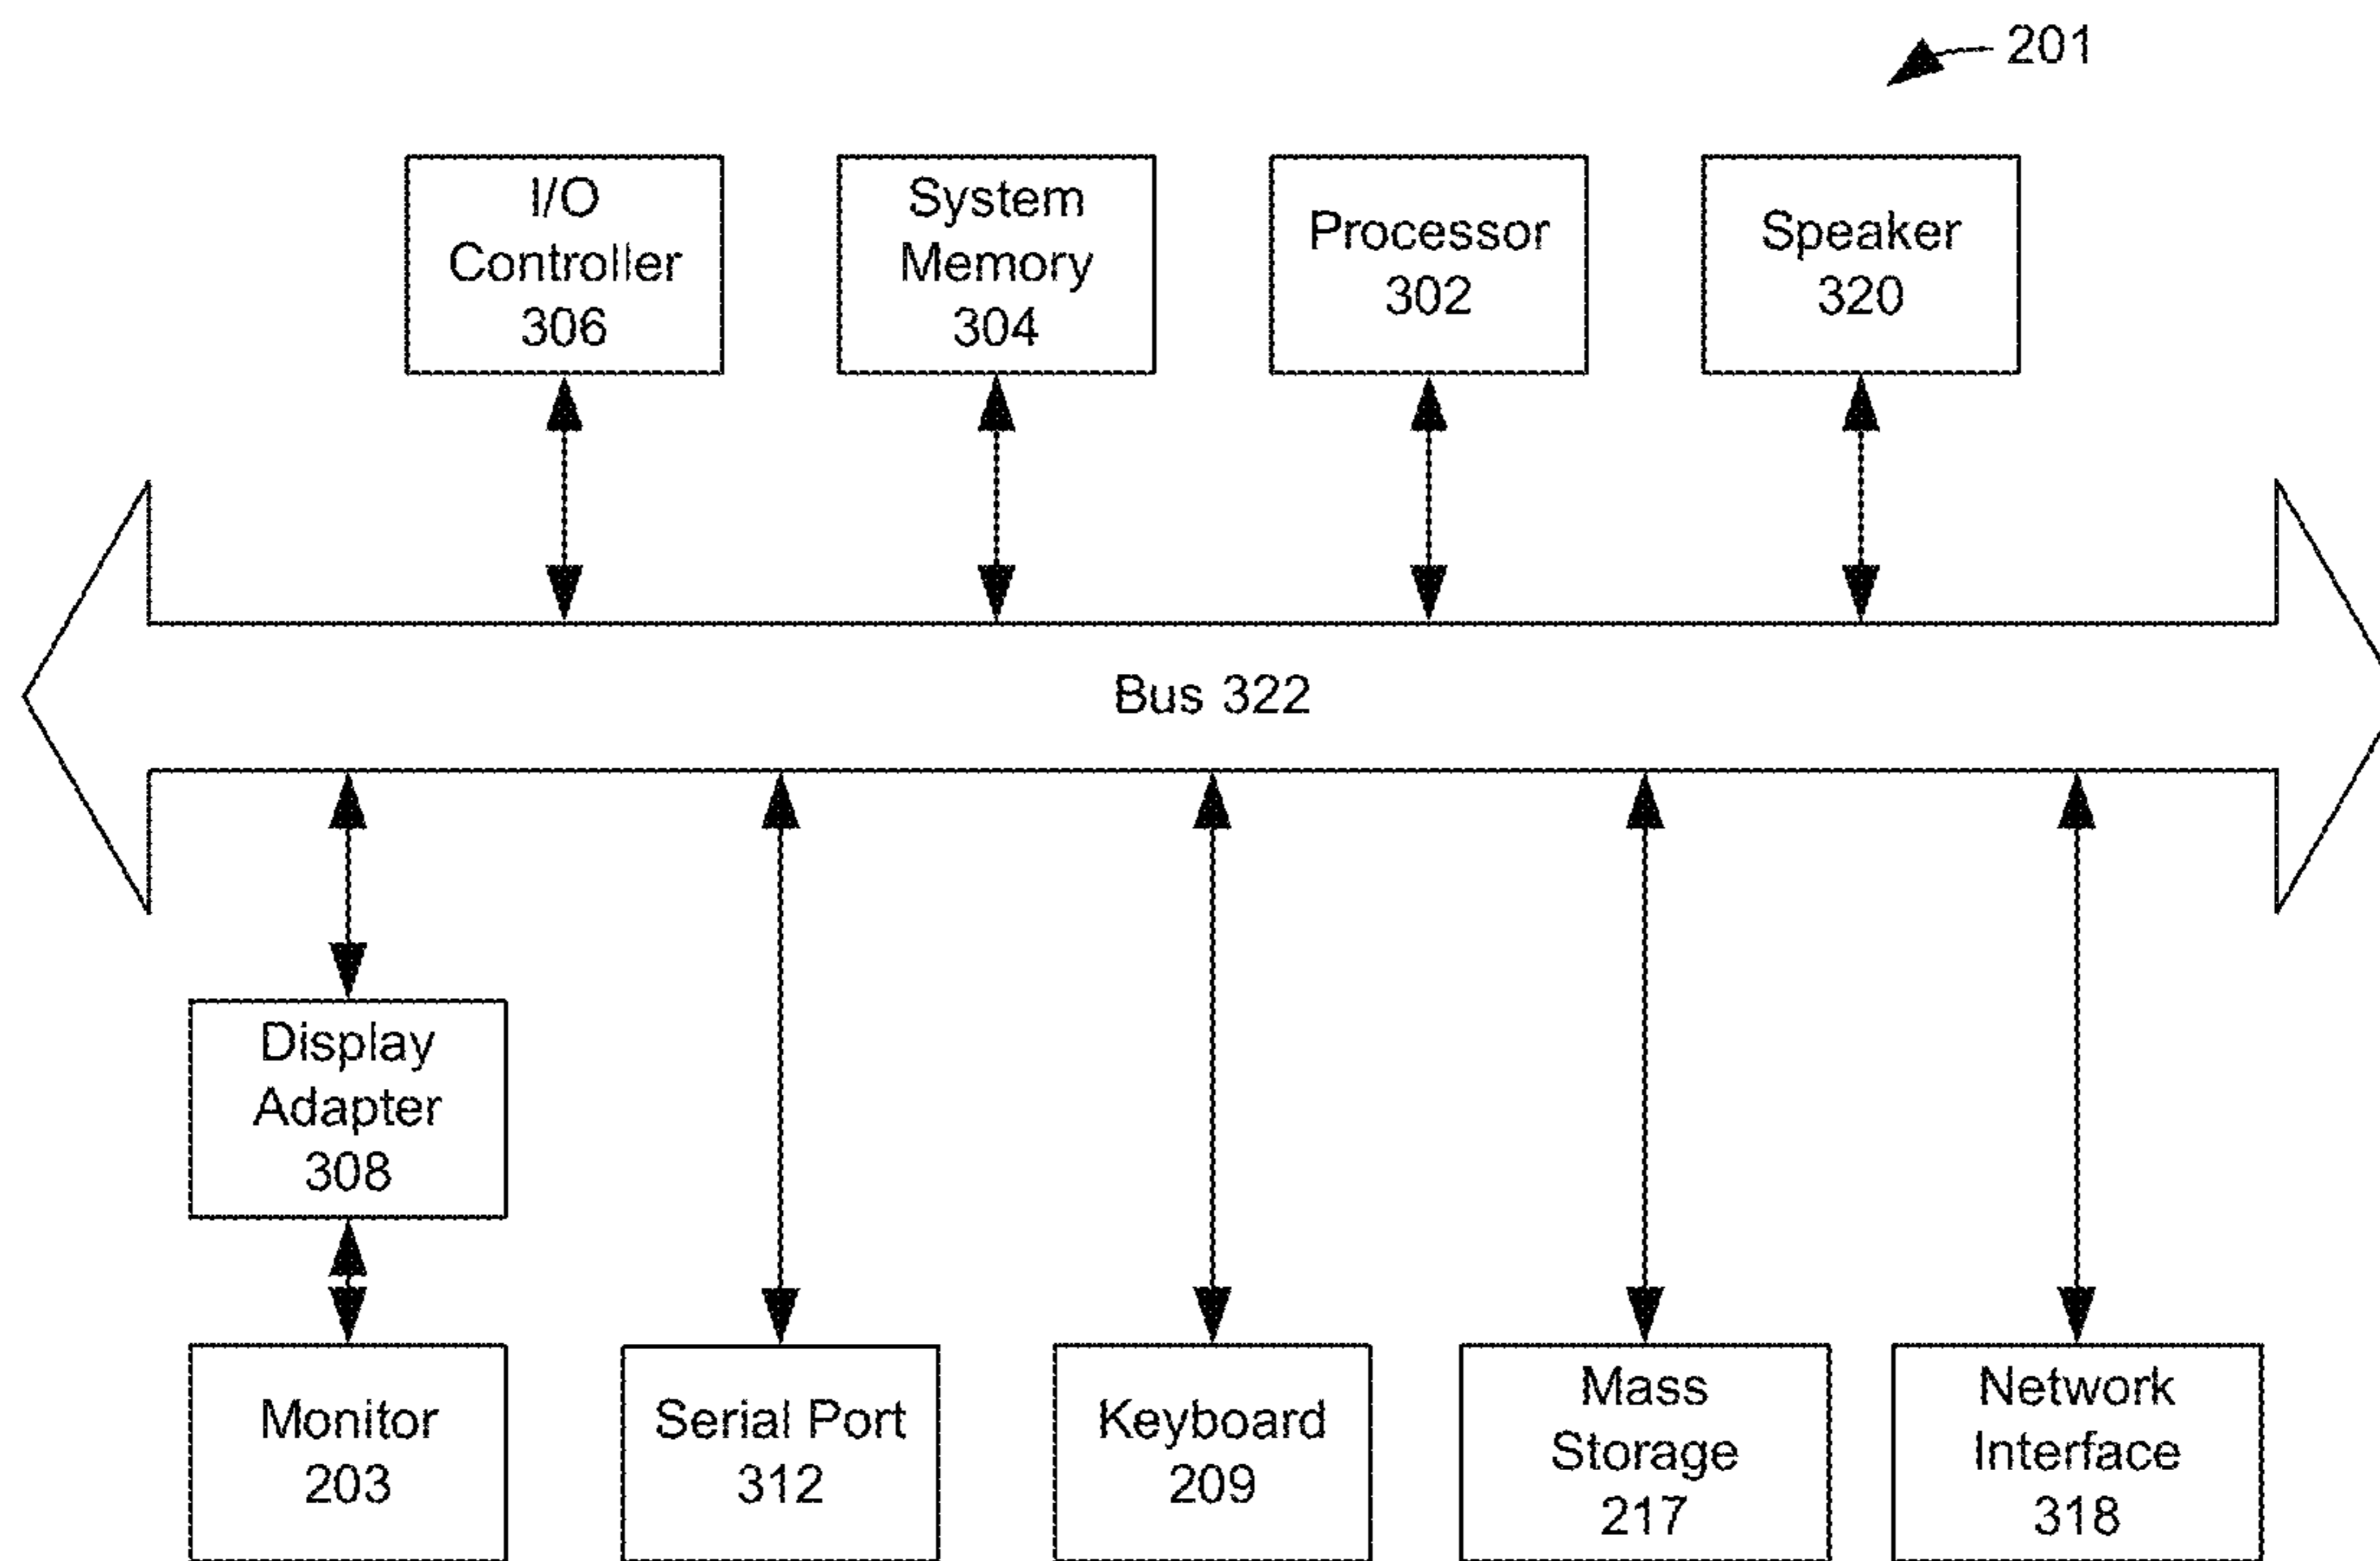 201
I/O
Controller
306
System
Memory
304
Processor
302
Speaker
320
Bus 322
Display
Adapter
308
Monitor
203
Serial Port
312
Keyboard
209
Mass
Storage
217
Network
Interface
318